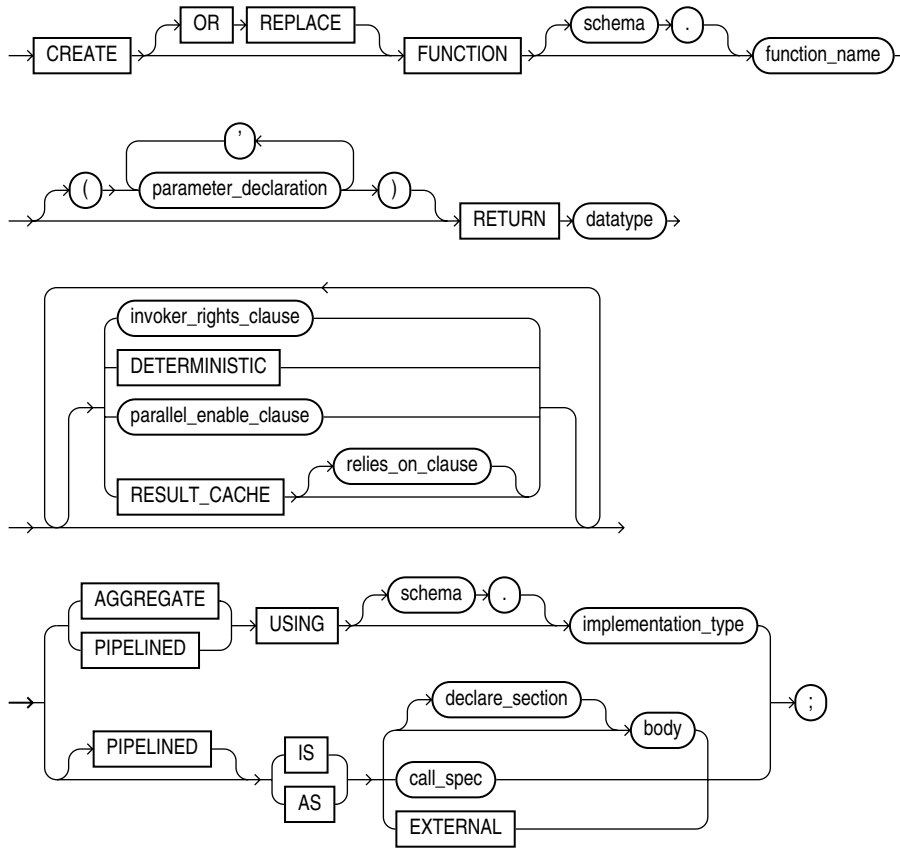 OR REPLACE schema .
CREATE FUNCTION function_name
,
( parameter_declaration )
RETURN datatype
invoker_rights_clause
DETERMINISTIC
parallel_enable_clause
relies_on_clause
RESULT_CACHE
AGGREGATE schema .
USING implementation_type
PIPELINED
declare_section ;
PIPELINED IS body
call_spec
AS
EXTERNAL